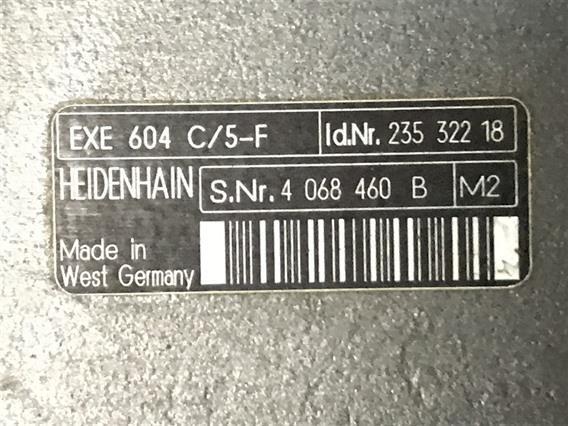 EXE 604 C/5-F Id.Nr. 235 322 18
HEIDENHAIN S.Nr. 4 068 460 B M2
Made in
West Germany